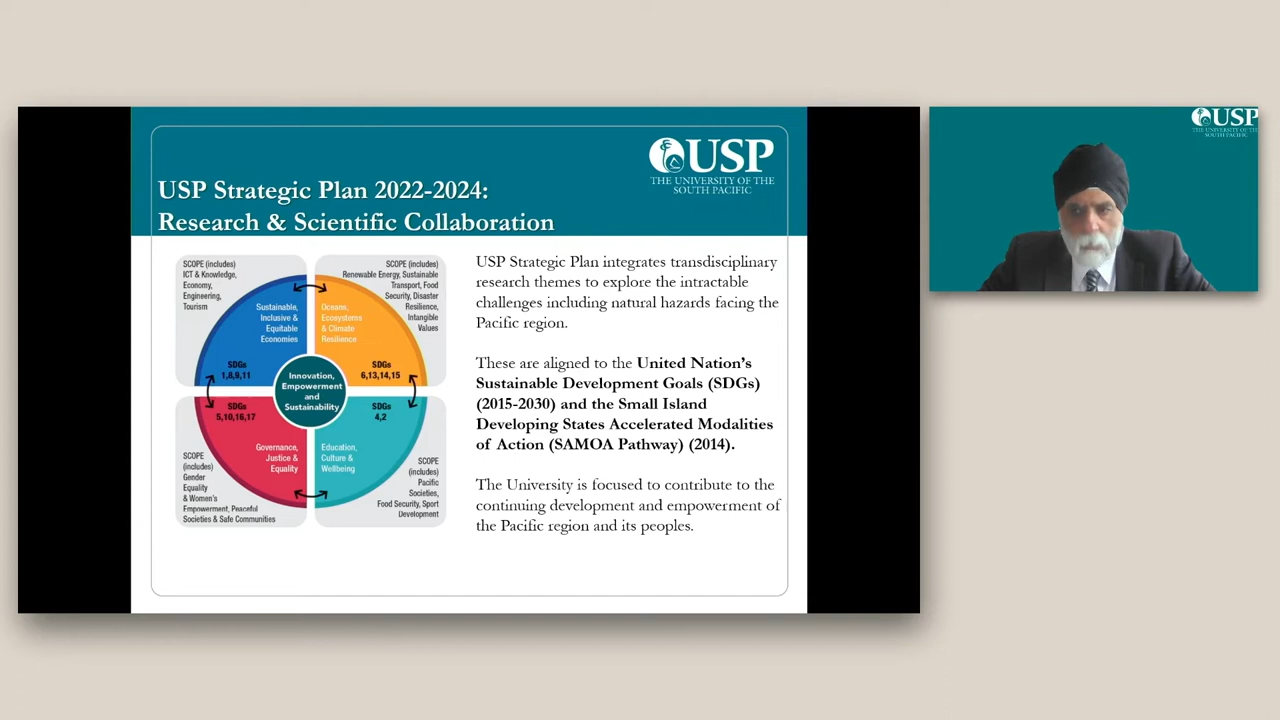 USP
THE UNIVERSITY OF THE
SOUTH PACIFIC
USP Strategic Plan 2022-2024:
Research & Scientific Collaboration
SCOPE (includes)
ICT & Knowledge,
Economy,
Engineering,
Tourism
SCOPE (includes)
Renewable Energy, Sustainable
Transport, Food
Security, Disaster
Resilience,
Intangible
Values
Sustainable,
Inclusive &
Equitable
Economies
Oceans,
Ecosystems
& Climate
Resilience
SDGs
1,8,9,11
SDGs
6,13,14,15
Innovation,
Empowerment
and
Sustainability
SDGs
5,10,16,17
SDGs
4,2
Governance,
Justice &
Equality
Education,
Culture &
Wellbeing
SCOPE
(includes)
Gender
Equality
& Women's
Empowerment, Peaceful
Societies & Safe Communities
SCOPE
(includes)
Pacific
Societies,
Food Security, Sport
Development
USP Strategic Plan integrates transdisciplinary
research themes to explore the intractable
challenges including natural hazards facing the
Pacific region.
These are aligned to the United Nation's
Sustainable Development Goals (SDGs)
(2015-2030) and the Small Island
Developing States Accelerated Modalities
of Action (SAMOA Pathway) (2014).
The University is focused to contribute to the
continuing development and empowerment of
the Pacific region and its peoples.
USP
THE UNIVERSITY OF THE
SOUTH PACIFIC